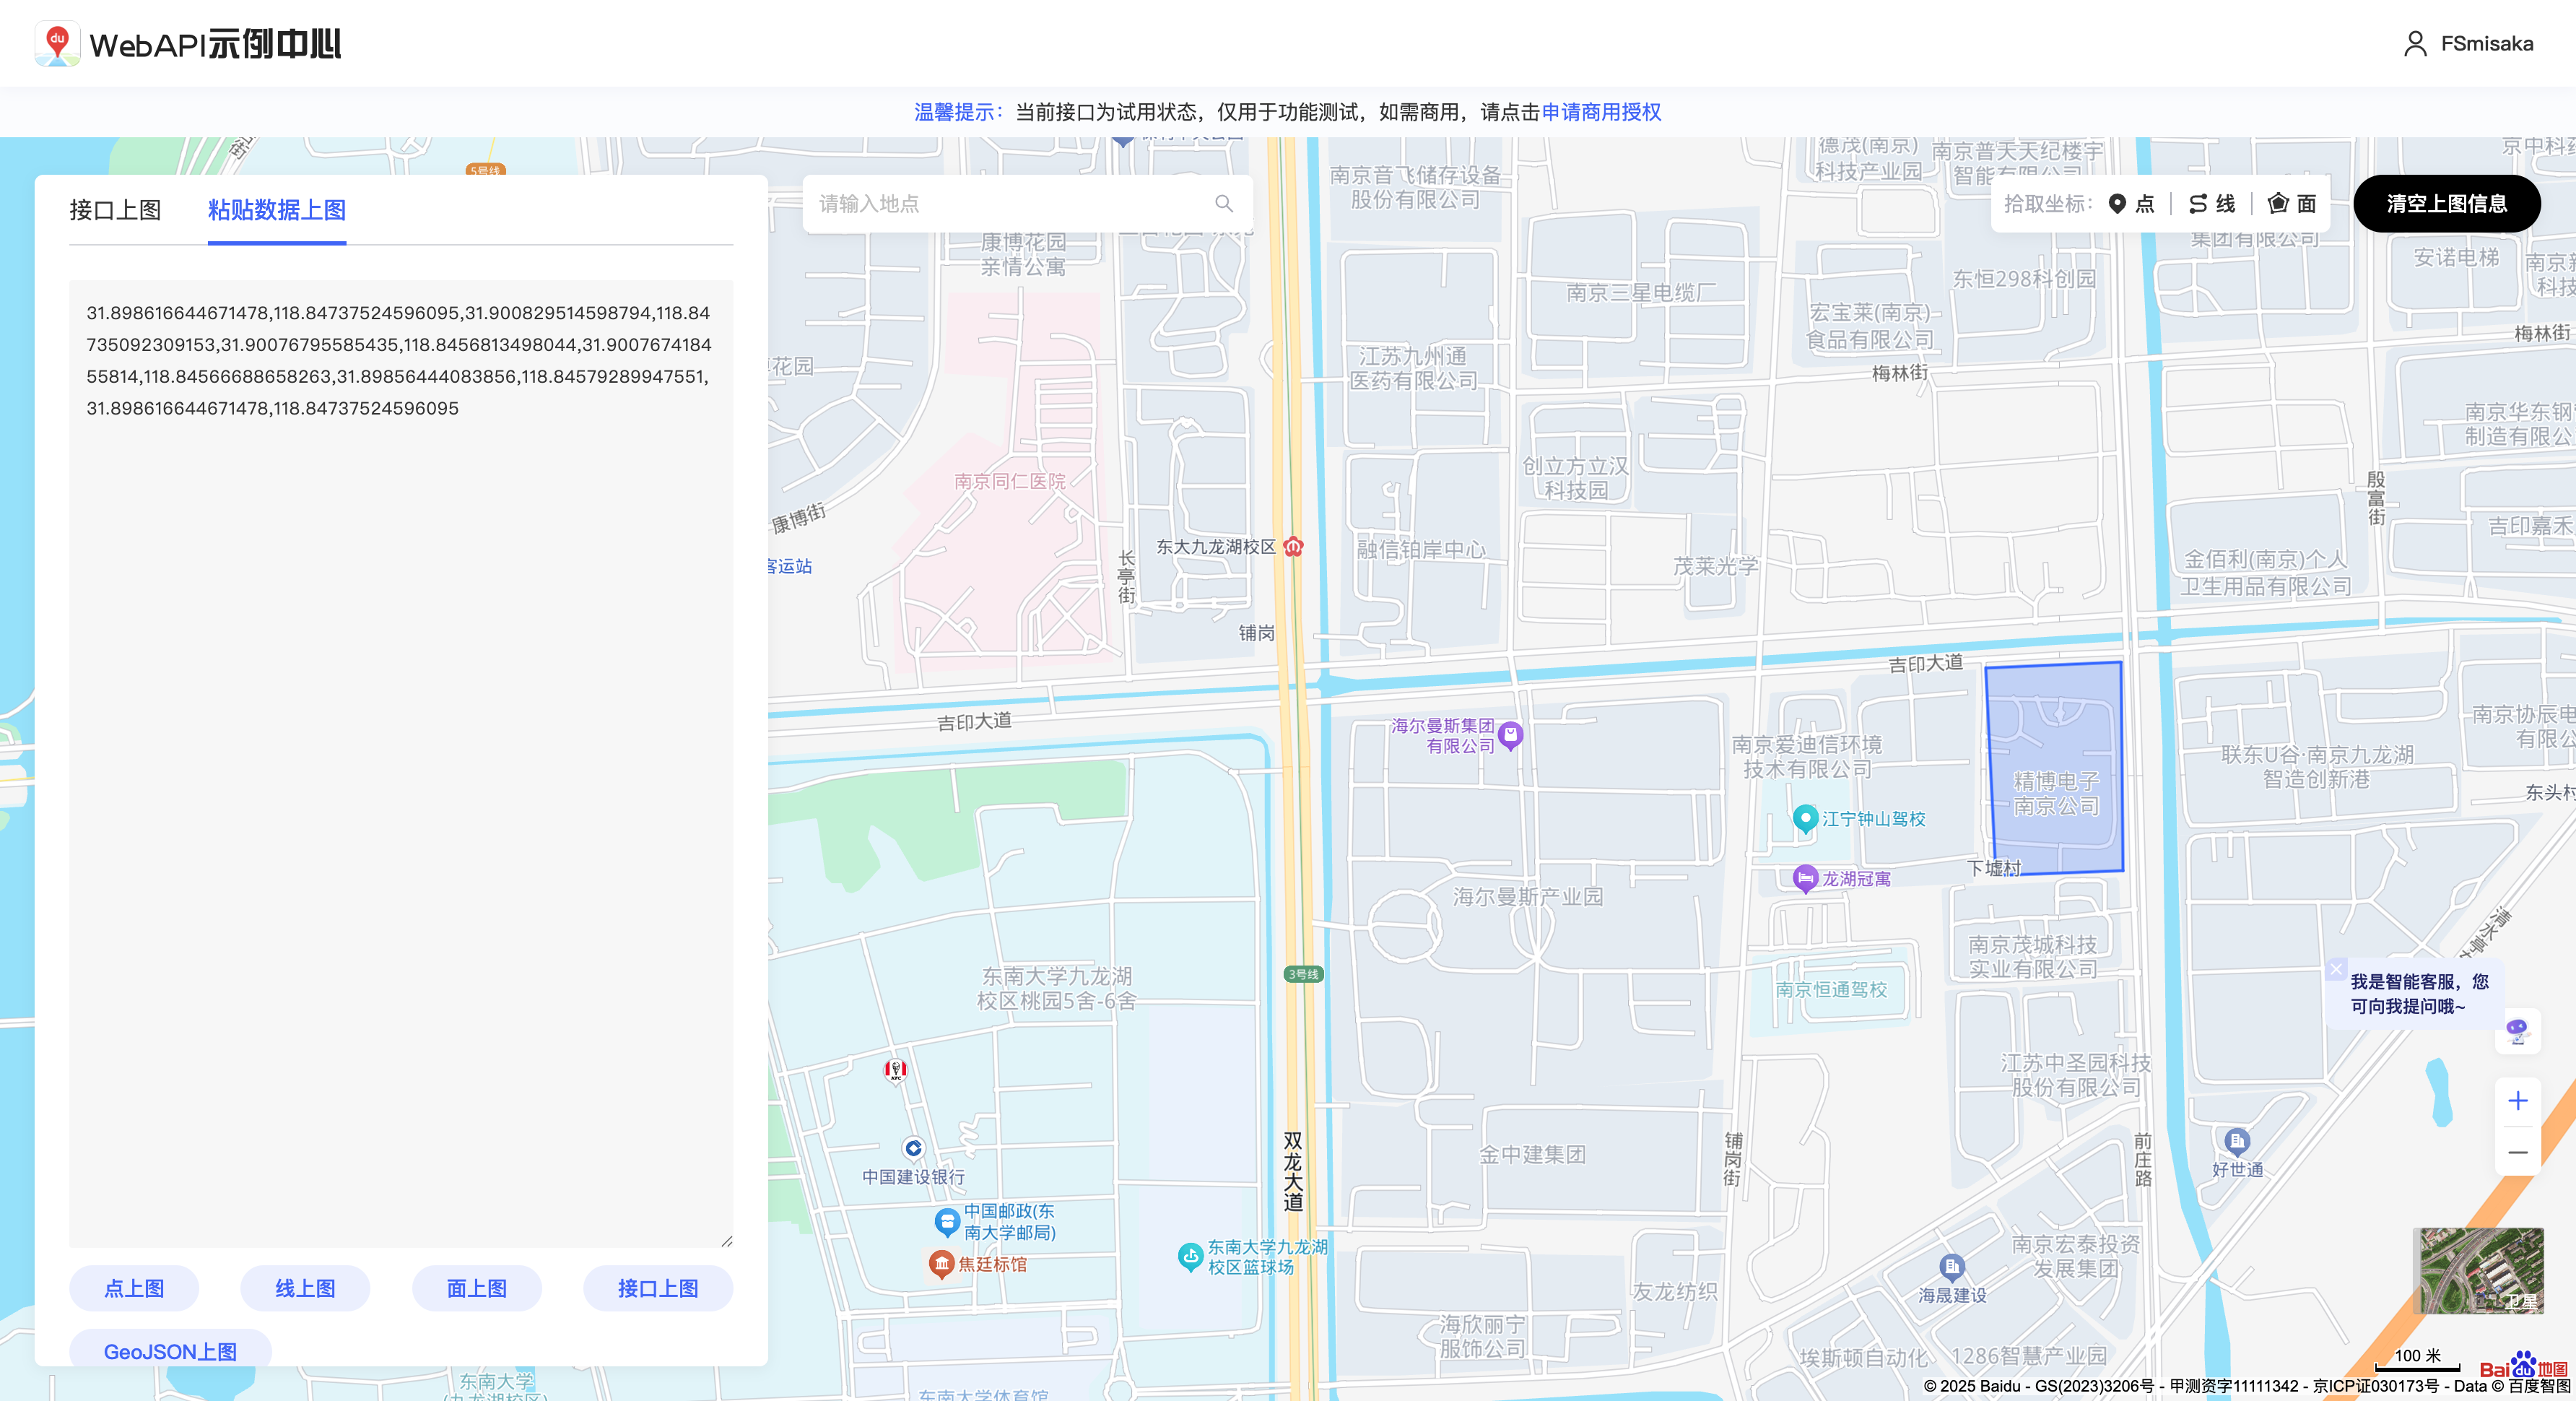 du WebAPI示例中心
FSmisaka
温馨提示：当前接口为试用状态，仅用于功能测试，如需商用，请点击申请商用授权
接口上图
粘贴数据上图
31.898616644671478,118.84737524596095,31.900829514598794,118.84
735092309153,31.90076795585435,118.8456813498044,31.9007674184
55814,118.84566688658263,31.89856444083856,118.84579289947551,
31.898616644671478,118.84737524596095
点上图
线上图
面上图
接口上图
GeoJSON上图
请输入地点
拾取坐标：
点
线
面
清空上图信息
5号线
康博花园
亲情公寓
南京音飞储存设备
股份有限公司
德茂(南京)
科技产业园
南京普天天纪楼宇
集团有限公司
东恒298科创园
安诺电梯
南京三星电缆厂
宏宝莱(南京)
食品有限公司
梅林街
梅林街
江苏九州通
医药有限公司
花园
南京华东钢
制造有限公
南京同仁医院
创立方立汉
科技园
殷富街
康博街
客运站
长亭街
东大九龙湖校区
融信铂岸中心
茂莱光学
吉印嘉禾
金佰利(南京)个人
卫生用品有限公司
铺岗
吉印大道
吉印大道
海尔曼斯集团
有限公司
南京爱迪信环境
技术有限公司
精博电子
南京公司
联东U谷·南京九龙湖
智造创新港
南京协辰电
有限公
东头村
江宁钟山驾校
下墟村
龙湖冠寓
海尔曼斯产业园
南京茂城科技
实业有限公司
清水亭
3号线
东南大学九龙湖
校区桃园5舍-6舍
南京恒通驾校
我是智能客服，您
可向我提问哦~
江苏中圣园科技
股份有限公司
KFC
中国建设银行
双龙大道
金中建集团
铺岗街
前庄路
好世通
中国邮政(东
南大学邮局)
焦廷标馆
东南大学九龙湖
校区篮球场
南京宏泰投资
发展集团
海晟建设
友龙纺织
海欣丽宁
服饰公司
埃斯顿自动化
1286智慧产业园
卫星
东南大学
(九龙湖校区)
东南大学体育馆
100 米
Bai du 地图
© 2025 Baidu - GS(2023)3206号 - 甲测资字11111342 - 京ICP证030173号 - Data © 百度智图